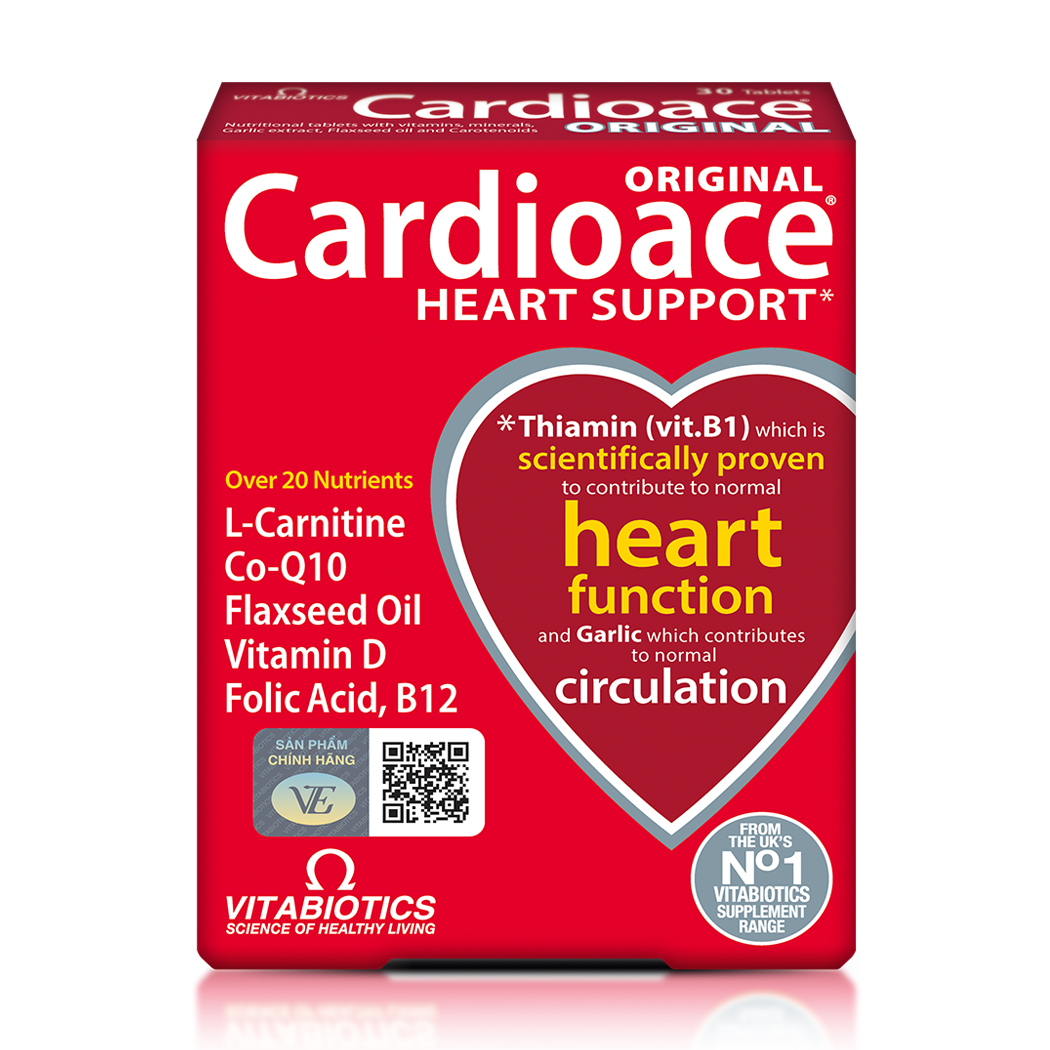 VITABIOTICS
Cardioace®
30 Tablets
Nutritional tablets with vitamins, minerals,
Garlic extract, Flaxseed oil and Carotenoids
ORIGINAL
ORIGINAL
Cardioace®
HEART SUPPORT*
*Thiamin (vit.B1) which is
scientifically proven
to contribute to normal
heart
function
and Garlic which contributes
to normal
circulation
Over 20 Nutrients
L-Carnitine
Co-Q10
Flaxseed Oil
Vitamin D
Folic Acid, B12
SẢN PHẨM
CHÍNH HÃNG
VE
VITABIOTICS
SCIENCE OF HEALTHY LIVING
FROM
THE UK'S
Nº1
VITABIOTICS
SUPPLEMENT
RANGE